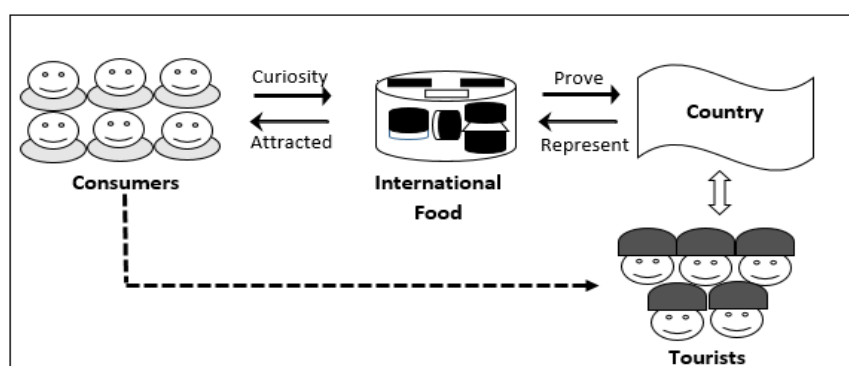 Curiosity
Attracted
Prove
Represent
Country
Consumers
International
Food
Tourists